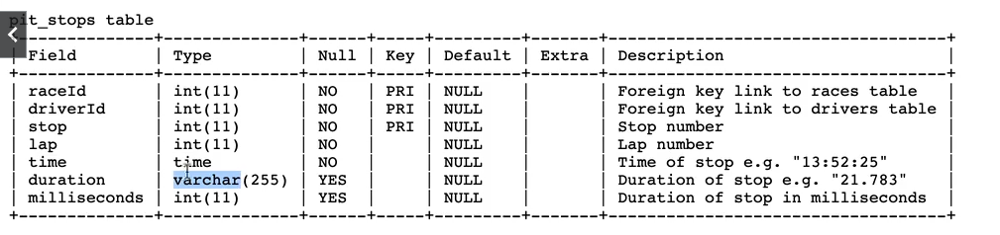 pit_stops table
+--------------+--------------+------+-----+---------+-------+-----------------------------------+
| Field | Type | Null | Key | Default | Extra | Description |
+--------------+--------------+------+-----+---------+-------+-----------------------------------+
| raceId | int(11) | NO | PRI | NULL | | Foreign key link to races table |
| driverId | int(11) | NO | PRI | NULL | | Foreign key link to drivers table |
| stop | int(11) | NO | PRI | NULL | | Stop number |
| lap | int(11) | NO | | NULL | | Lap number |
| time | time | NO | | NULL | | Time of stop e.g. "13:52:25" |
| duration | varchar(255) | YES | | NULL | | Duration of stop e.g. "21.783" |
| milliseconds | int(11) | YES | | NULL | | Duration of stop in milliseconds |
+--------------+--------------+------+-----+---------+-------+-----------------------------------+